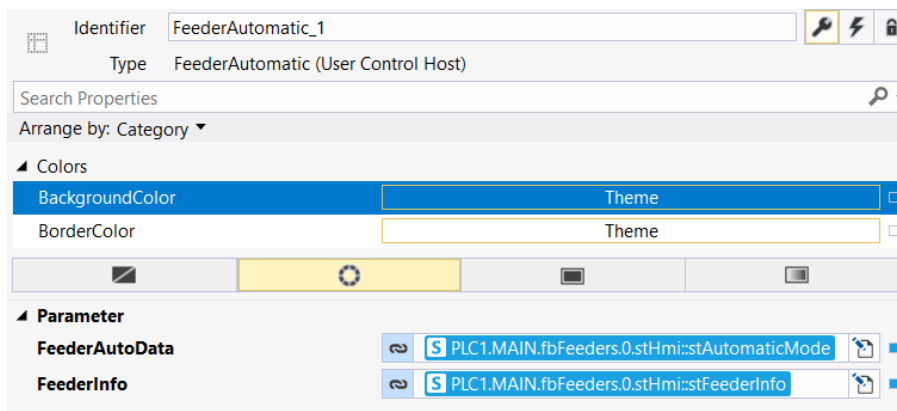 Identifier FeederAutomatic_1
Type FeederAutomatic (User Control Host)
Search Properties
Arrange by: Category
Colors
BackgroundColor Theme
BorderColor Theme
Parameter
FeederAutoData S PLC1.MAIN.fbFeeders.0.stHmi::stAutomaticMode
FeederInfo S PLC1.MAIN.fbFeeders.0.stHmi::stFeederInfo